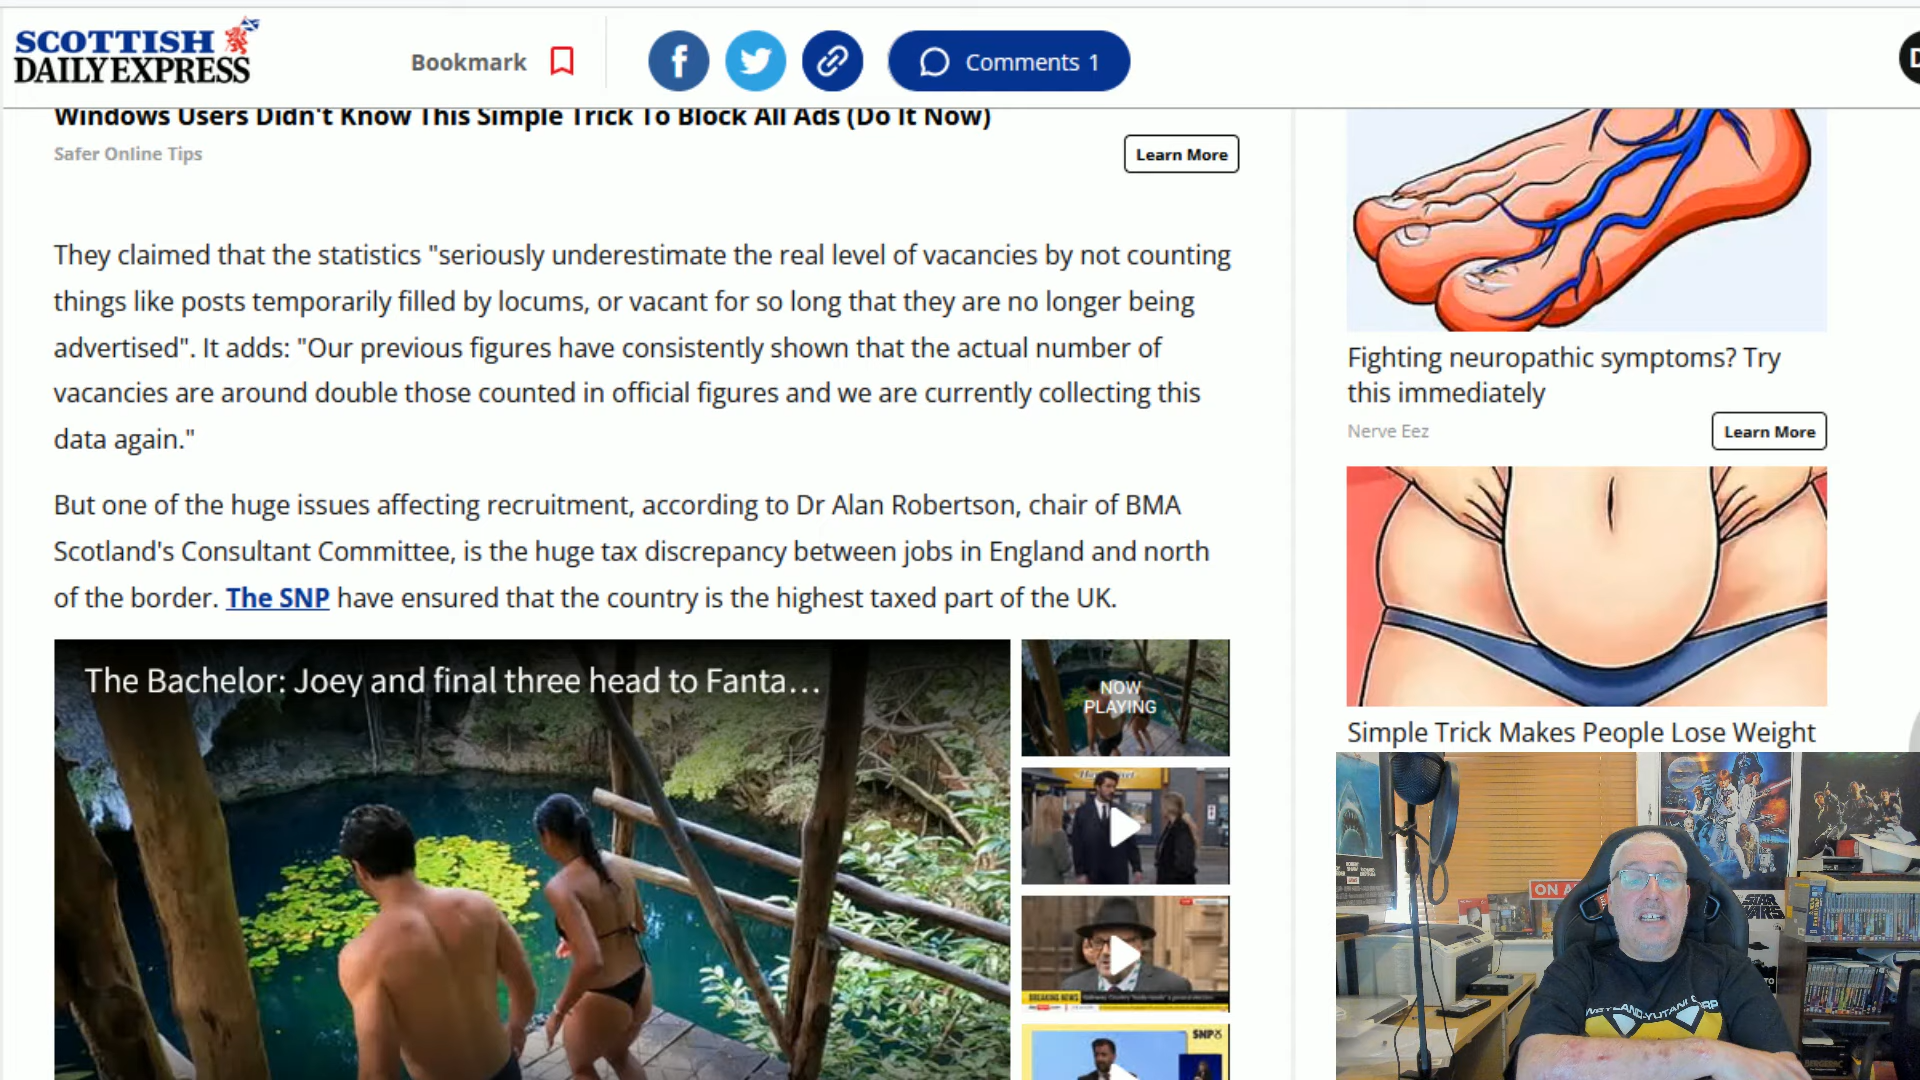 SCOTTISH
DAILY EXPRESS
Bookmark
Comments 1
Windows Users Didn't Know This Simple Trick To Block All Ads (Do It Now)
Safer Online Tips
Learn More
They claimed that the statistics "seriously underestimate the real level of vacancies by not counting
things like posts temporarily filled by locums, or vacant for so long that they are no longer being
advertised". It adds: "Our previous figures have consistently shown that the actual number of
vacancies are around double those counted in official figures and we are currently collecting this
data again."
But one of the huge issues affecting recruitment, according to Dr Alan Robertson, chair of BMA
Scotland's Consultant Committee, is the huge tax discrepancy between jobs in England and north
of the border. The SNP have ensured that the country is the highest taxed part of the UK.
The Bachelor: Joey and final three head to Fanta...
NOW
PLAYING
BREAKING NEWS
SNP
Fighting neuropathic symptoms? Try
this immediately
Nerve Eez
Learn More
Simple Trick Makes People Lose Weight
ON A
STAR
WARS